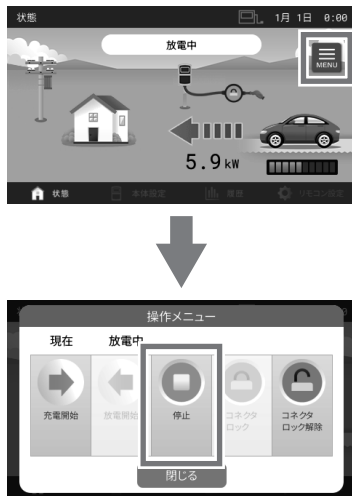 状態 1月 1日 0:00
放電中
MENU
5.9 kW
状態 本体設定 履歴 リモコン設定
操作メニュー
現在 放電中
充電開始 放電開始 停止 コネクタ コネクタ
ロック ロック解除
閉じる